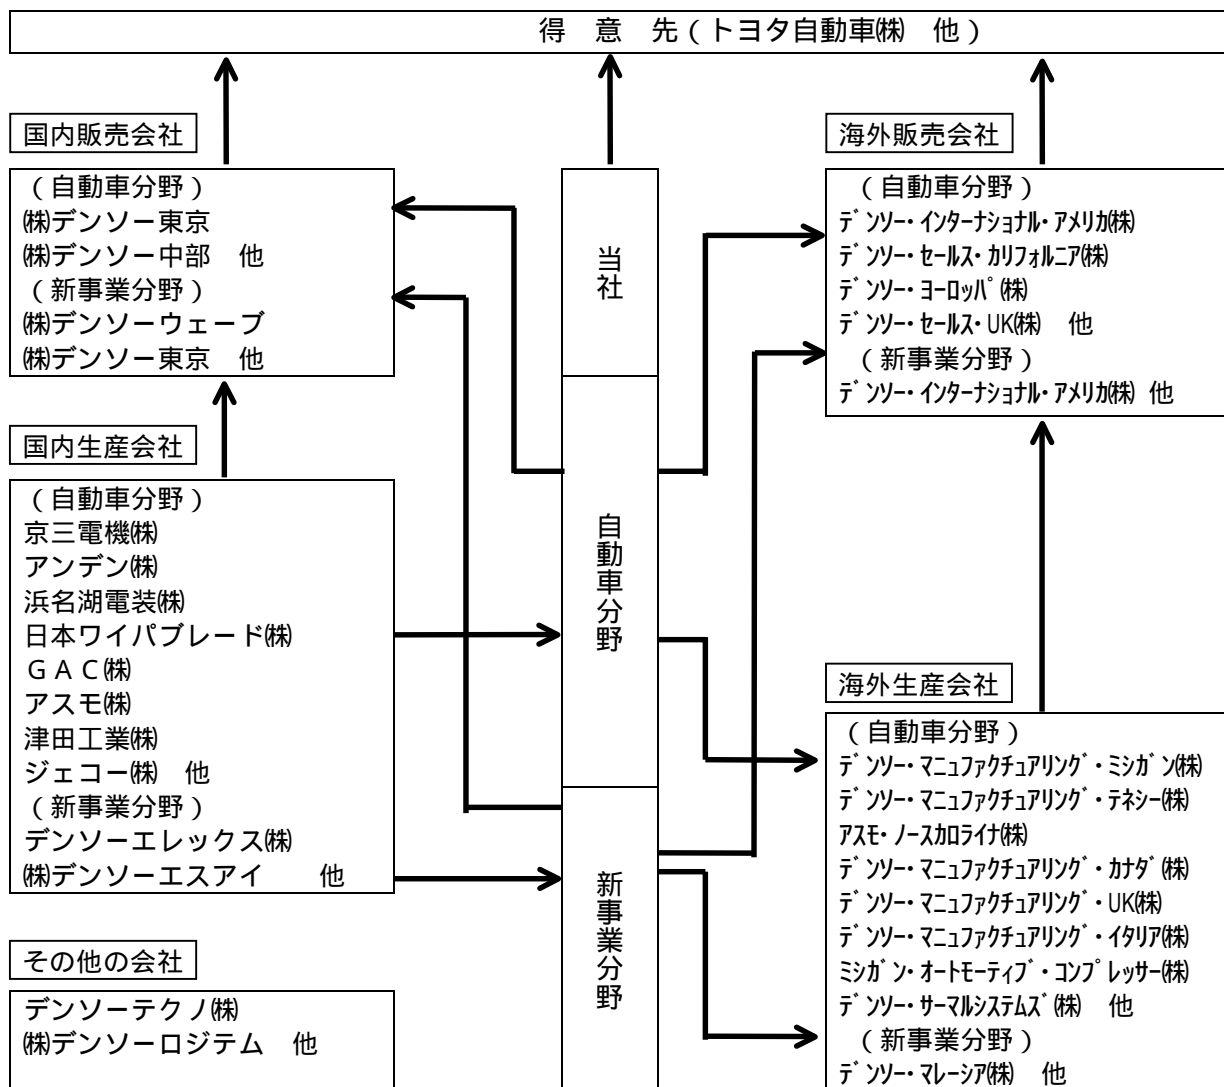 得　意　先（トヨタ自動車㈱　他）
国内販売会社
（自動車分野）
㈱デンソー東京
㈱デンソー中部　他
（新事業分野）
㈱デンソーウェーブ
㈱デンソー東京　他
国内生産会社
（自動車分野）
京三電機㈱
アンデン㈱
浜名湖電装㈱
日本ワイパブレード㈱
ＧＡＣ㈱
アスモ㈱
津田工業㈱
ジェコー㈱　他
（新事業分野）
デンソーエレックス㈱
㈱デンソーエスアイ　　他
その他の会社
デンソーテクノ㈱
㈱デンソーロジテム　他
当社
自動車分野
新事業分野
海外販売会社
（自動車分野）
ﾃﾞﾝｿｰ･ｲﾝﾀｰﾅｼｮﾅﾙ･ｱﾒﾘｶ㈱
ﾃﾞﾝｿｰ･ｾｰﾙｽ･ｶﾘﾌｫﾙﾆｱ㈱
ﾃﾞﾝｿｰ･ﾖｰﾛｯﾊﾟ㈱
ﾃﾞﾝｿｰ･ｾｰﾙｽ･UK㈱　他
（新事業分野）
ﾃﾞﾝｿｰ･ｲﾝﾀｰﾅｼｮﾅﾙ･ｱﾒﾘｶ㈱ 他
海外生産会社
（自動車分野）
ﾃﾞﾝｿｰ･ﾏﾆｭﾌｧｸﾁｭｱﾘﾝｸﾞ･ﾐｼｶﾞﾝ㈱
ﾃﾞﾝｿｰ･ﾏﾆｭﾌｧｸﾁｭｱﾘﾝｸﾞ･ﾃﾈｼｰ㈱
ｱｽﾓ･ﾉｰｽｶﾛﾗｲﾅ㈱
ﾃﾞﾝｿｰ･ﾏﾆｭﾌｧｸﾁｭｱﾘﾝｸﾞ･ｶﾅﾀﾞ㈱
ﾃﾞﾝｿｰ･ﾏﾆｭﾌｧｸﾁｭｱﾘﾝｸﾞ･UK㈱
ﾃﾞﾝｿｰ･ﾏﾆｭﾌｧｸﾁｭｱﾘﾝｸﾞ･ｲﾀﾘｱ㈱
ﾐｼｶﾞﾝ･ｵｰﾄﾓｰﾃｨﾌﾞ･ｺﾝﾌﾟﾚｯｻｰ㈱
ﾃﾞﾝｿｰ･ｻｰﾏﾙｼｽﾃﾑｽﾞ㈱　他
（新事業分野）
ﾃﾞﾝｿｰ･ﾏﾚｰｼｱ㈱　他